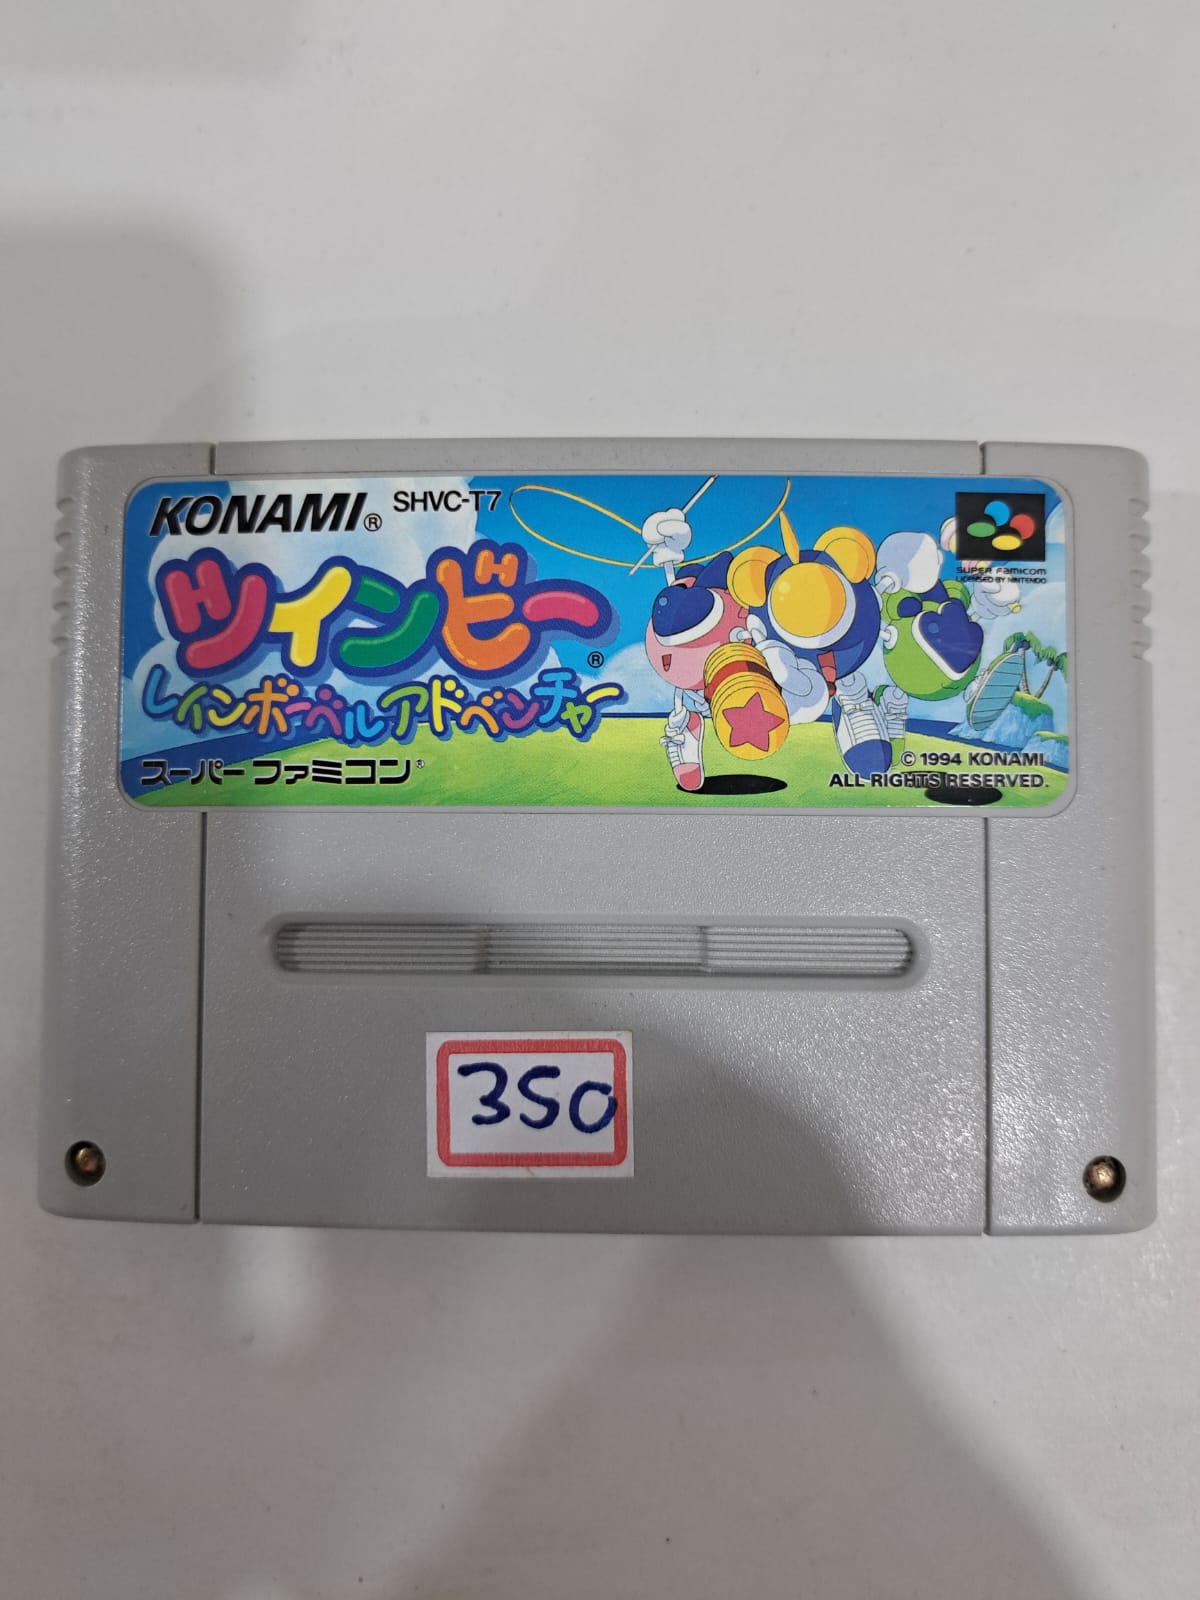 KONAMI® SHVC-T7
ツインビー®
レインボーベルアドベンチャー
スーパーファミコン®
SUPER FAMICOM
LICENSED BY NINTENDO
© 1994 KONAMI
ALL RIGHTS RESERVED.
350